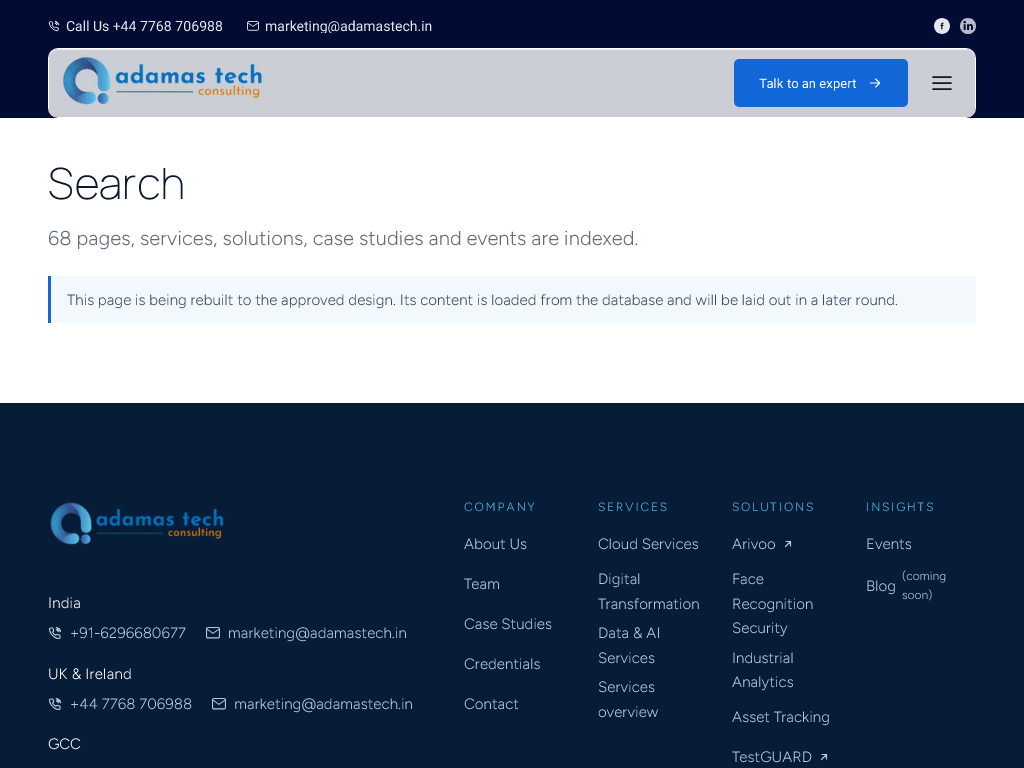 Call Us +44 7768 706988
marketing@adamastech.in
f
in
adamas tech
consulting
Talk to an expert
Search
68 pages, services, solutions, case studies and events are indexed.
This page is being rebuilt to the approved design. Its content is loaded from the database and will be laid out in a later round.
adamas tech
consulting
India
+91-6296680677
marketing@adamastech.in
UK & Ireland
+44 7768 706988
marketing@adamastech.in
GCC
COMPANY
About Us
Team
Case Studies
Credentials
Contact
SERVICES
Cloud Services
Digital
Transformation
Data & AI
Services
Services
overview
SOLUTIONS
Arivoo
Face
Recognition
Security
Industrial
Analytics
Asset Tracking
TestGUARD
INSIGHTS
Events
Blog (coming
soon)